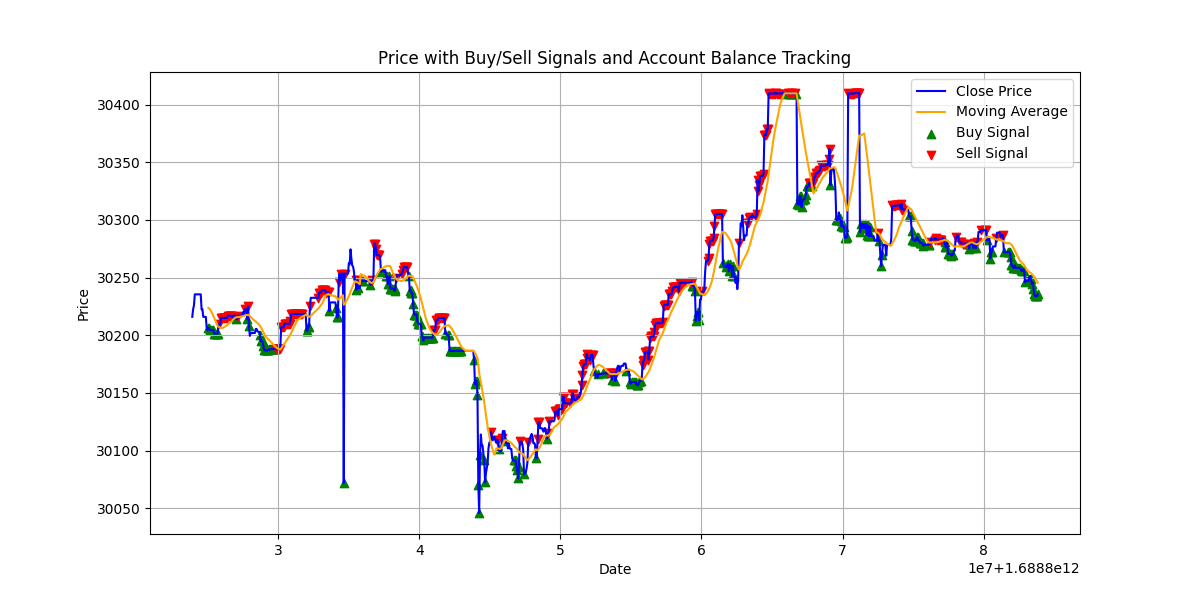 Price with Buy/Sell Signals and Account Balance Tracking
Close Price
Moving Average
Buy Signal
Sell Signal
30400
30350
30300
30250
30200
30150
30100
30050
Price
3 4 5 6 7 8
Date
1e7+1.6888e12